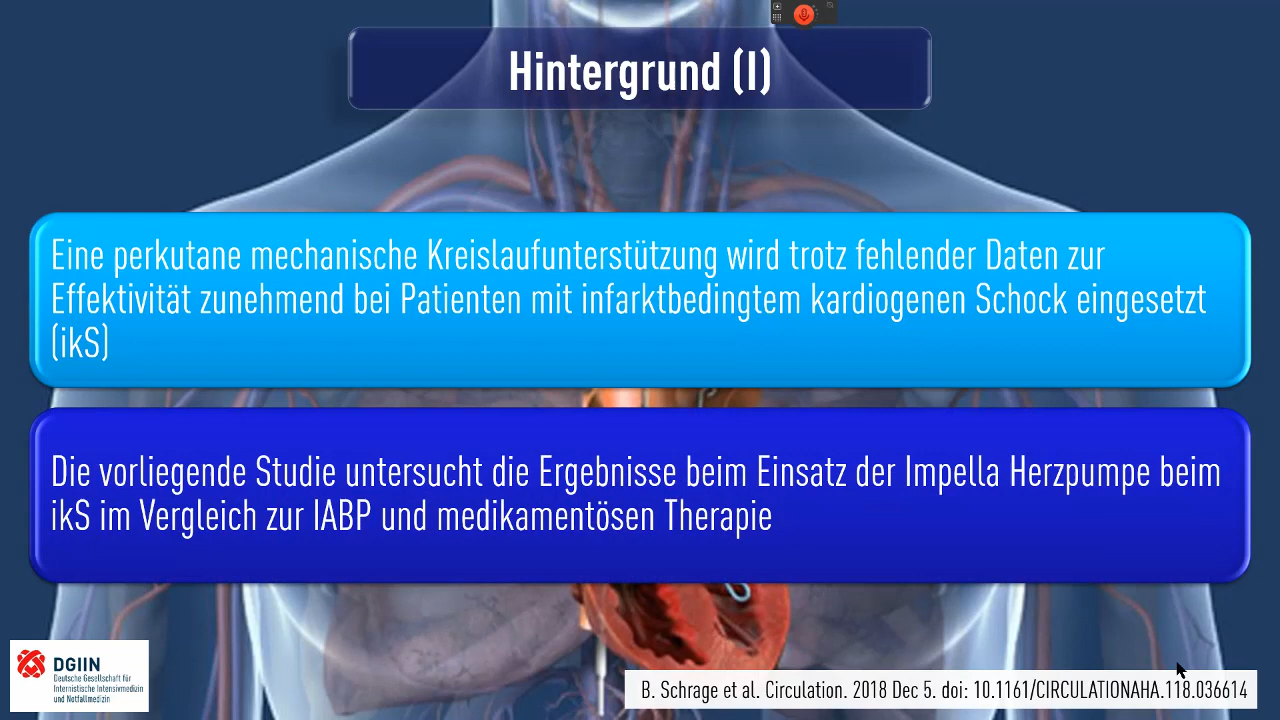 Hintergrund (I)
Eine perkutane mechanische Kreislaufunterstützung wird trotz fehlender Daten zur
Effektivität zunehmend bei Patienten mit infarktbedingtem kardiogenen Schock eingesetzt
(ikS)
Die vorliegende Studie untersucht die Ergebnisse beim Einsatz der Impella Herzpumpe beim
ikS im Vergleich zur IABP und medikamentösen Therapie
DGIIN
Deutsche Gesellschaft für
Internistische Intensivmedizin
und Notfallmedizin
B. Schrage et al. Circulation. 2018 Dec 5. doi: 10.1161/CIRCULATIONAHA.118.036614